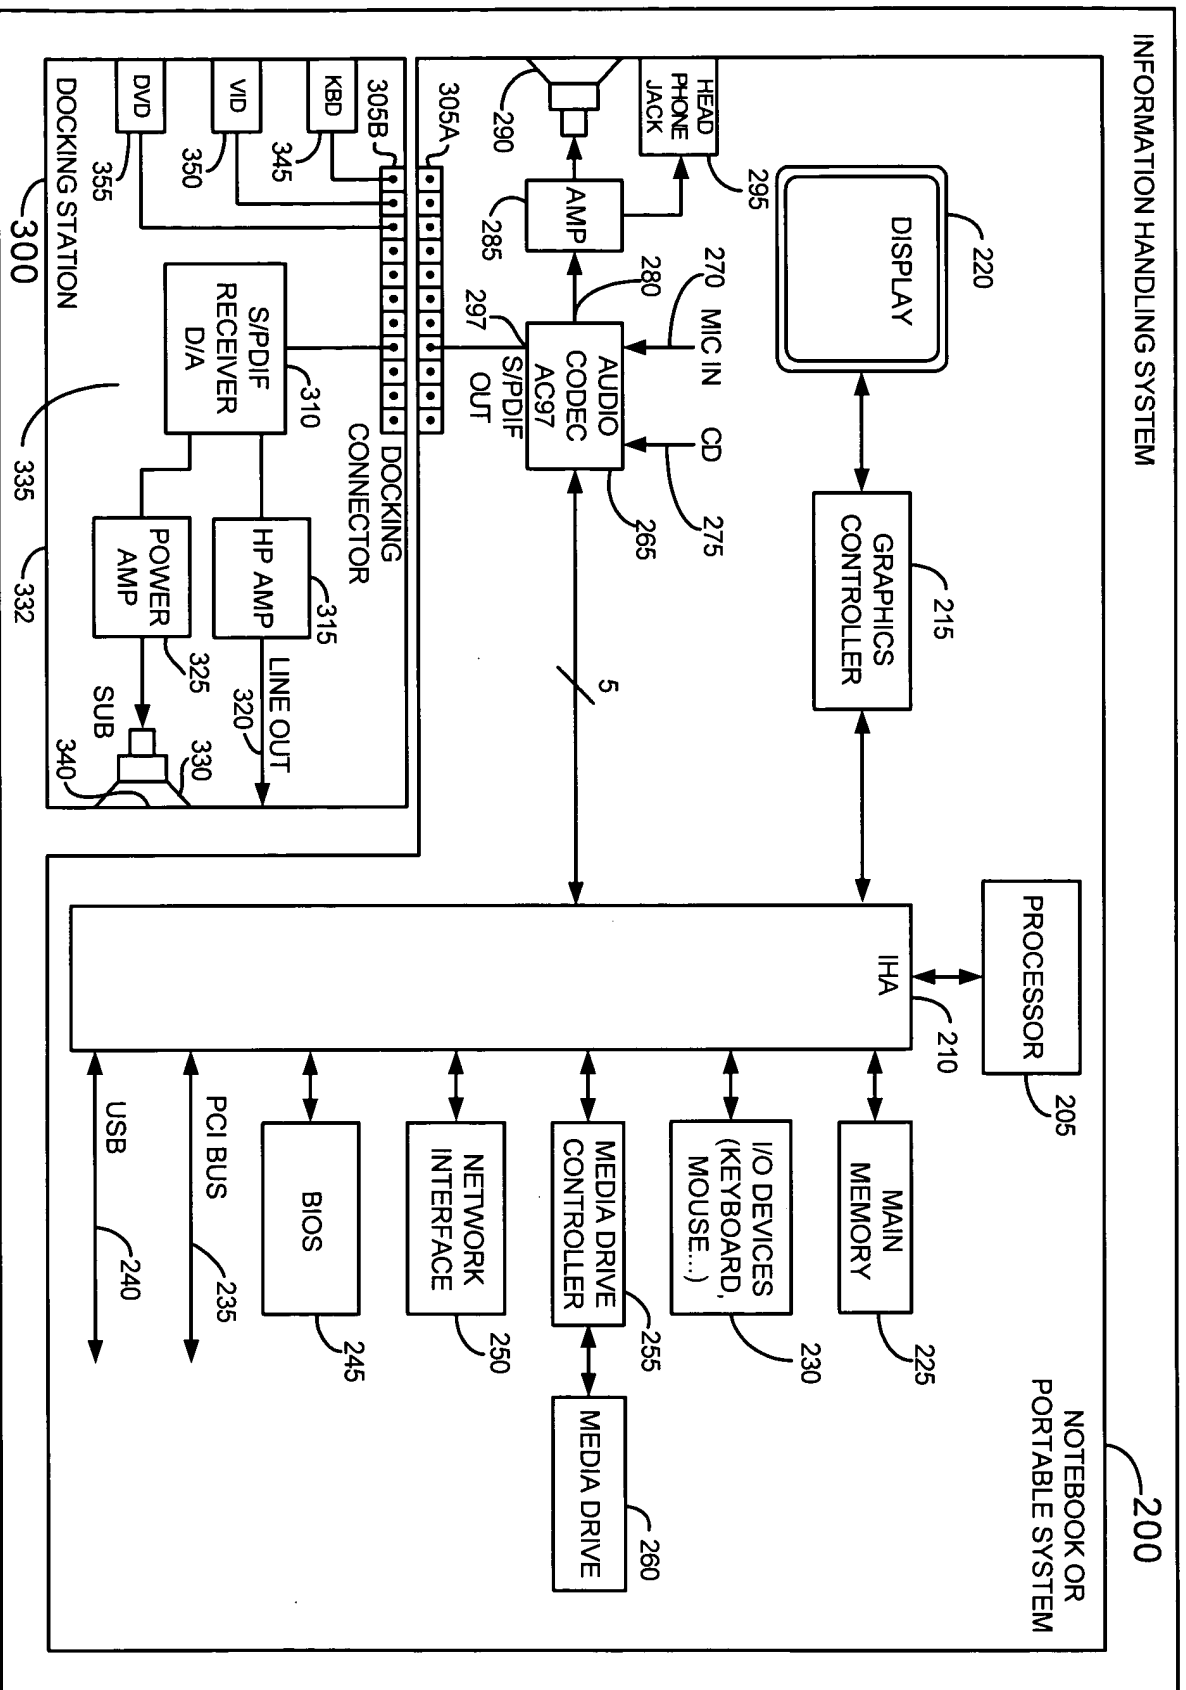 INFORMATION HANDLING SYSTEM
200
NOTEBOOK OR
PORTABLE SYSTEM
PROCESSOR
205
DISPLAY
220
GRAPHICS
CONTROLLER
215
IHA
210
MAIN
MEMORY
225
I/O DEVICES
(KEYBOARD,
MOUSE...)
230
MEDIA DRIVE
CONTROLLER
255
MEDIA DRIVE
260
NETWORK
INTERFACE
250
BIOS
245
PCI BUS
235
USB
240
HEAD
PHONE
JACK
295
290
AMP
285
280
270
MIC IN
CD
275
AUDIO
CODEC
AC97
265
5
297
S/PDIF
OUT
305A
305B
DOCKING
CONNECTOR
KBD
345
VID
350
DVD
355
S/PDIF
RECEIVER
D/A
310
HP AMP
315
LINE OUT
320
POWER
AMP
325
SUB
330
340
DOCKING STATION
300
335
332